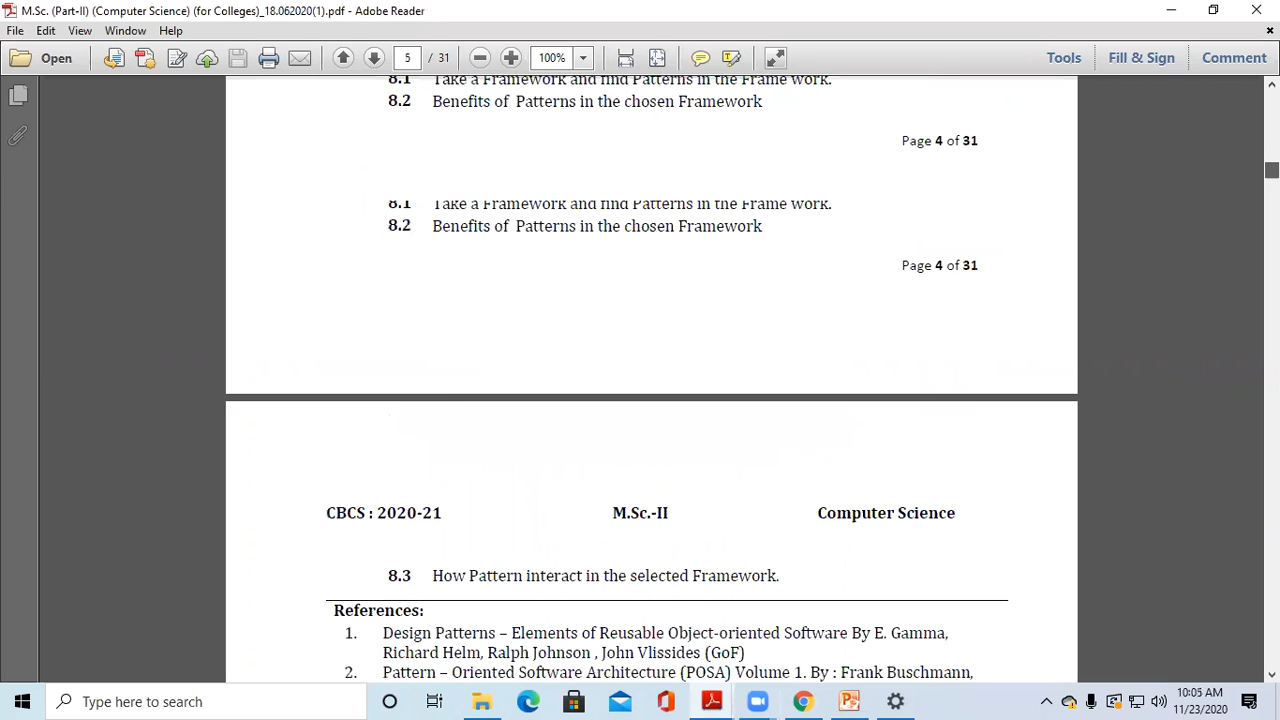 M.Sc. (Part-II) (Computer Science) (for Colleges)_18.062020(1).pdf - Adobe Reader
File Edit View Window Help
Open 5 / 31 100% Tools Fill & Sign Comment
8.1 Take a Framework and find Patterns in the Frame work.
8.2 Benefits of Patterns in the chosen Framework
Page 4 of 31
8.1 Take a Framework and find Patterns in the Frame work.
8.2 Benefits of Patterns in the chosen Framework
Page 4 of 31
CBCS : 2020-21 M.Sc.-II Computer Science
8.3 How Pattern interact in the selected Framework.
References:
1. Design Patterns – Elements of Reusable Object-oriented Software By E. Gamma,
Richard Helm, Ralph Johnson , John Vlissides (GoF)
2. Pattern – Oriented Software Architecture (POSA) Volume 1. By : Frank Buschmann,
Type here to search
10:05 AM
11/23/2020